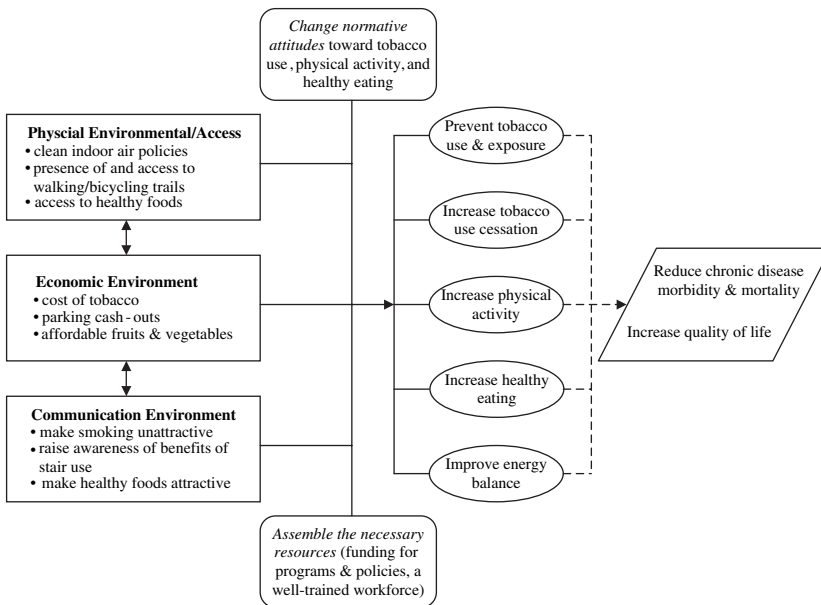 Change normative
attitudes toward tobacco
use, physical activity, and
healthy eating
Physcial Environmental/Access
• clean indoor air policies
• presence of and access to
walking/bicycling trails
• access to healthy foods
Economic Environment
• cost of tobacco
• parking cash-outs
• affordable fruits & vegetables
Communication Environment
• make smoking unattractive
• raise awareness of benefits of
stair use
• make healthy foods attractive
Assemble the necessary
resources (funding for
programs & policies, a
well-trained workforce)
Prevent tobacco
use & exposure
Increase tobacco
use cessation
Increase physical
activity
Increase healthy
eating
Improve energy
balance
Reduce chronic disease
morbidity & mortality
Increase quality of life